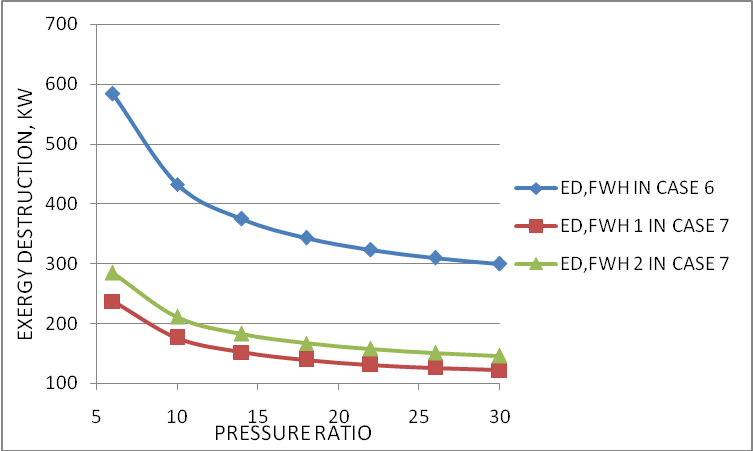 700
600
500
400
300
200
100
EXERGY DESTRUCTION, KW
5 10 15 20 25 30
PRESSURE RATIO
ED,FWH IN CASE 6
ED,FWH 1 IN CASE 7
ED,FWH 2 IN CASE 7